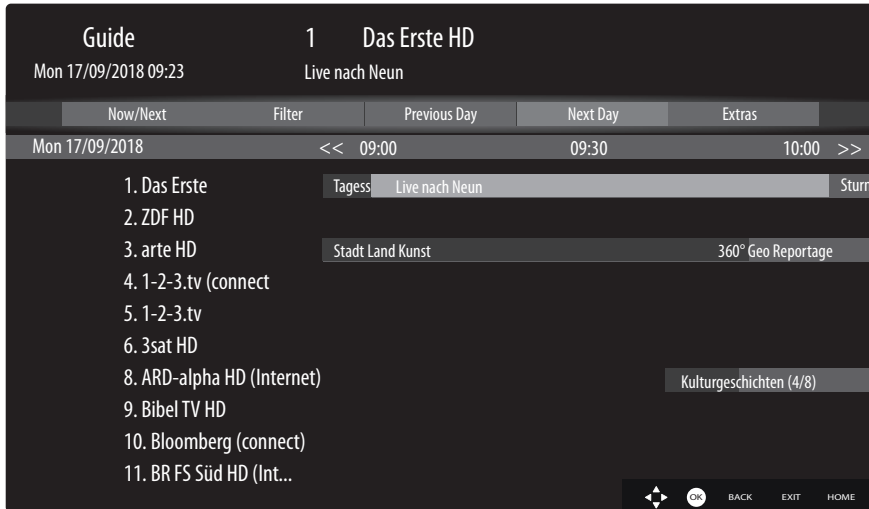 Guide 1 Das Erste HD
Mon 17/09/2018 09:23 Live nach Neun
Now/Next Filter Previous Day Next Day Extras
Mon 17/09/2018 << 09:00 09:30 10:00 >>
1. Das Erste Tagess Live nach Neun Sturm
2. ZDF HD
3. arte HD Stadt Land Kunst 360° Geo Reportage
4. 1-2-3.tv (connect
5. 1-2-3.tv
6. 3sat HD
8. ARD-alpha HD (Internet) Kulturgeschichten (4/8)
9. Bibel TV HD
10. Bloomberg (connect)
11. BR FS Süd HD (Int...
OK BACK EXIT HOME